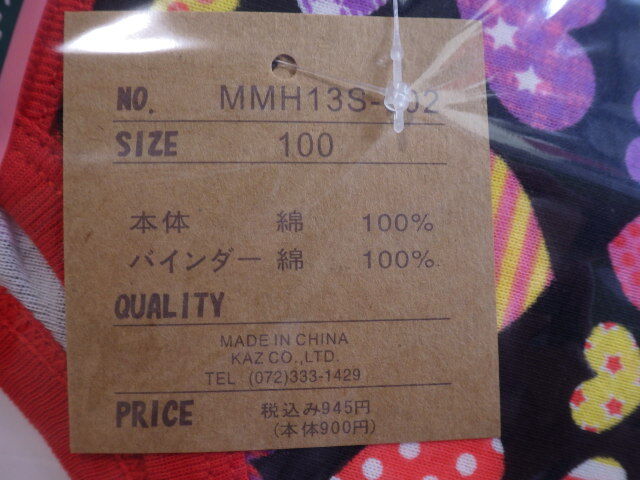 NO. MMH13S-
SIZE 100
本体 綿 100%
バインダー 綿 100%
QUALITY
MADE IN CHINA
KAZ CO.,LTD.
TEL (072)333-1429
PRICE 税込み945円
(本体900円)